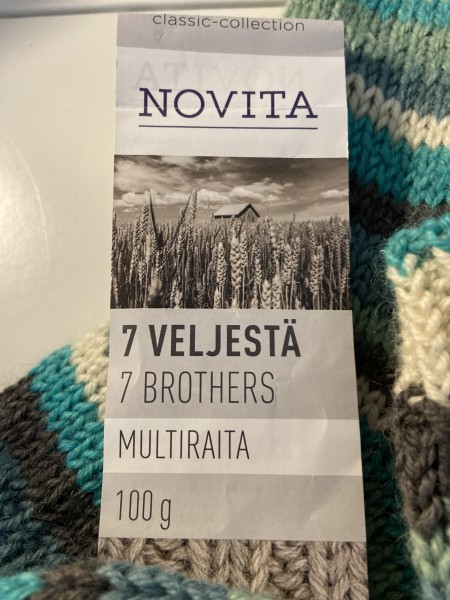 classic-collection
NOVITA
7 VELJESTÄ
7 BROTHERS
MULTIRAITA
100 g